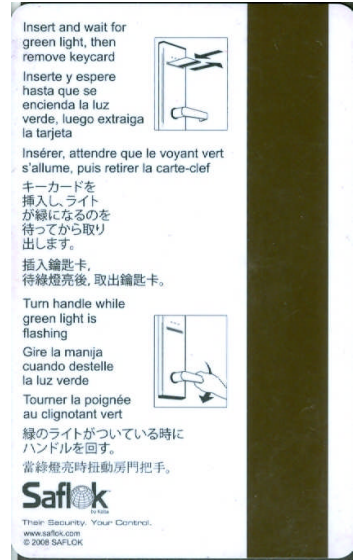 Insert and wait for
green light, then
remove keycard
Inserte y espere
hasta que se
encienda la luz
verde, luego extraiga
la tarjeta
Insérer, attendre que le voyant vert
s'allume, puis retirer la carte-clef
キーカードを
挿入し、ライト
が緑になるのを
待ってから取り
出します。
插入鑰匙卡，
待綠燈亮後，取出鑰匙卡。
Turn handle while
green light is
flashing
Gire la manija
cuando destelle
la luz verde
Tourner la poignée
au clignotant vert
緑のライトがついている時に
ハンドルを回す。
當綠燈亮時扭動房門把手。
Saflok
by Kaba
Their Security. Your Control.
www.saflok.com
© 2008 SAFLOK